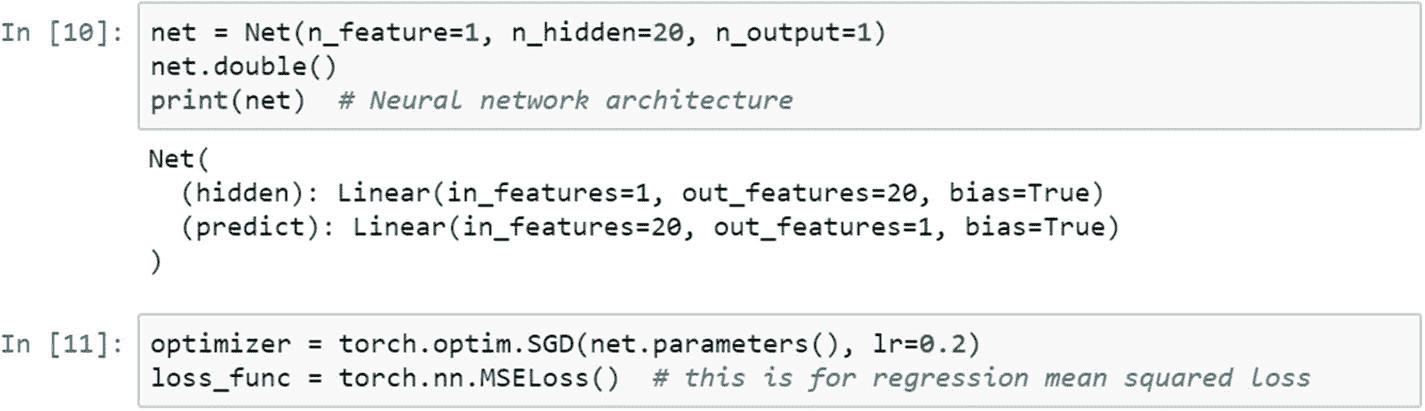 In [10]: net = Net(n_feature=1, n_hidden=20, n_output=1)
net.double()
print(net)  # Neural network architecture
Net(
  (hidden): Linear(in_features=1, out_features=20, bias=True)
  (predict): Linear(in_features=20, out_features=1, bias=True)
)
In [11]: optimizer = torch.optim.SGD(net.parameters(), lr=0.2)
loss_func = torch.nn.MSELoss()  # this is for regression mean squared loss